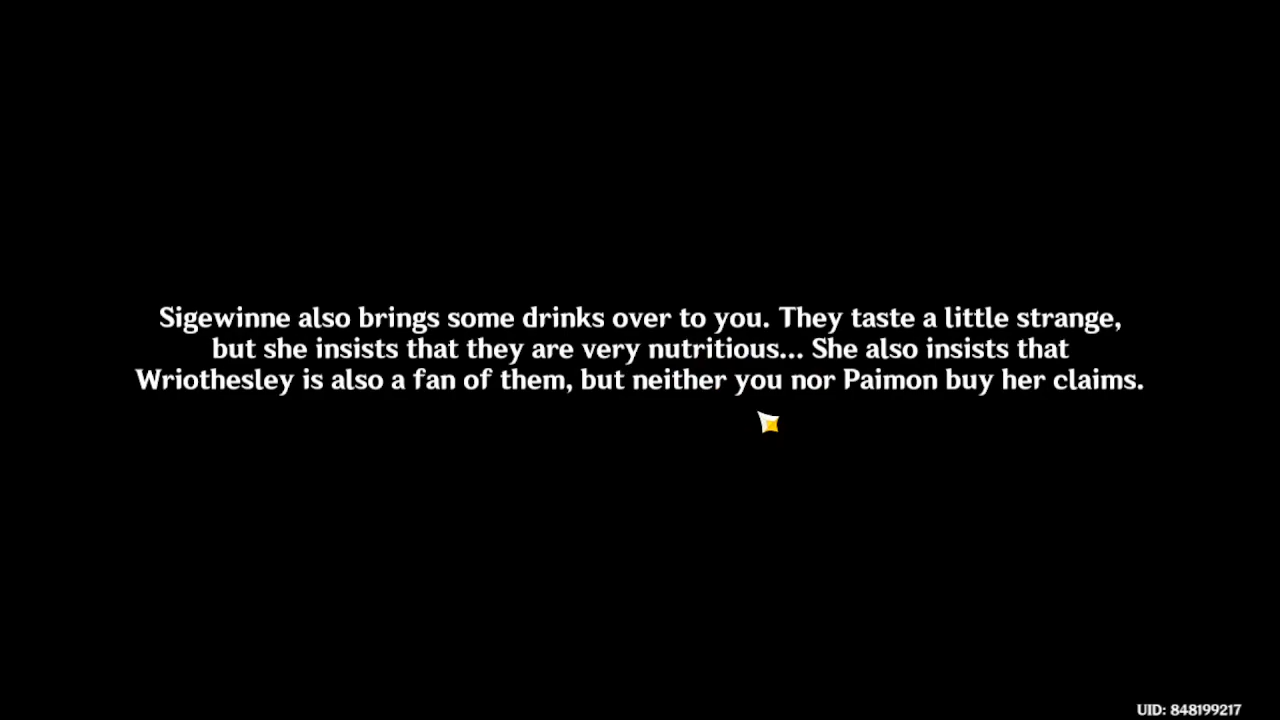 Sigewinne also brings some drinks over to you. They taste a little strange,
but she insists that they are very nutritious... She also insists that
Wriothesley is also a fan of them, but neither you nor Paimon buy her claims.
UID: 848199217